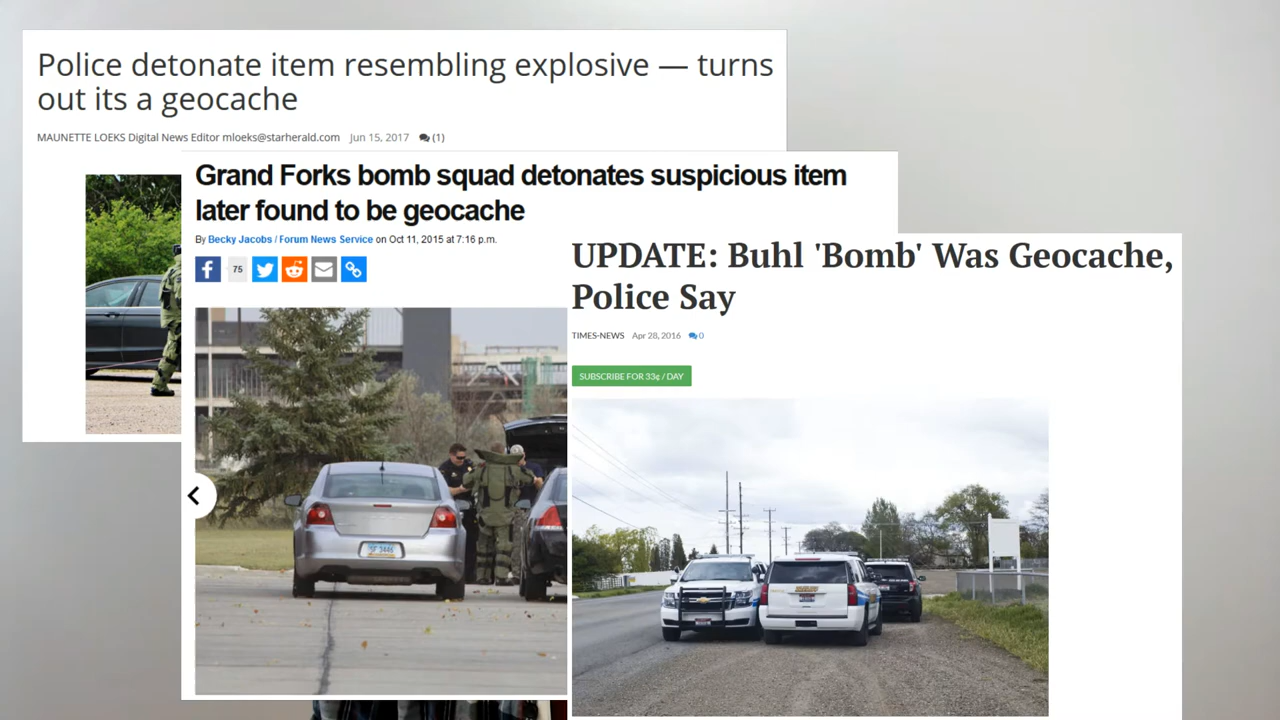 Police detonate item resembling explosive — turns
out its a geocache
MAUNETTE LOEKS Digital News Editor mloeks@starherald.com Jun 15, 2017 (1)
Grand Forks bomb squad detonates suspicious item
later found to be geocache
By Becky Jacobs / Forum News Service on Oct 11, 2015 at 7:16 p.m.
75
UPDATE: Buhl 'Bomb' Was Geocache,
Police Say
TIMES-NEWS Apr 28, 2016 0
SUBSCRIBE FOR 33¢ / DAY